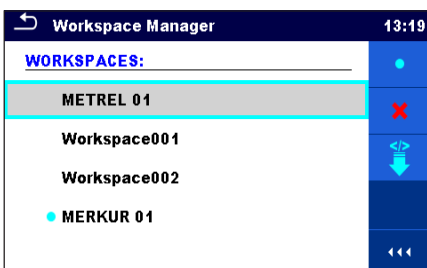 Workspace Manager 13:19
WORKSPACES:
METREL 01
Workspace001
Workspace002
MERKUR 01